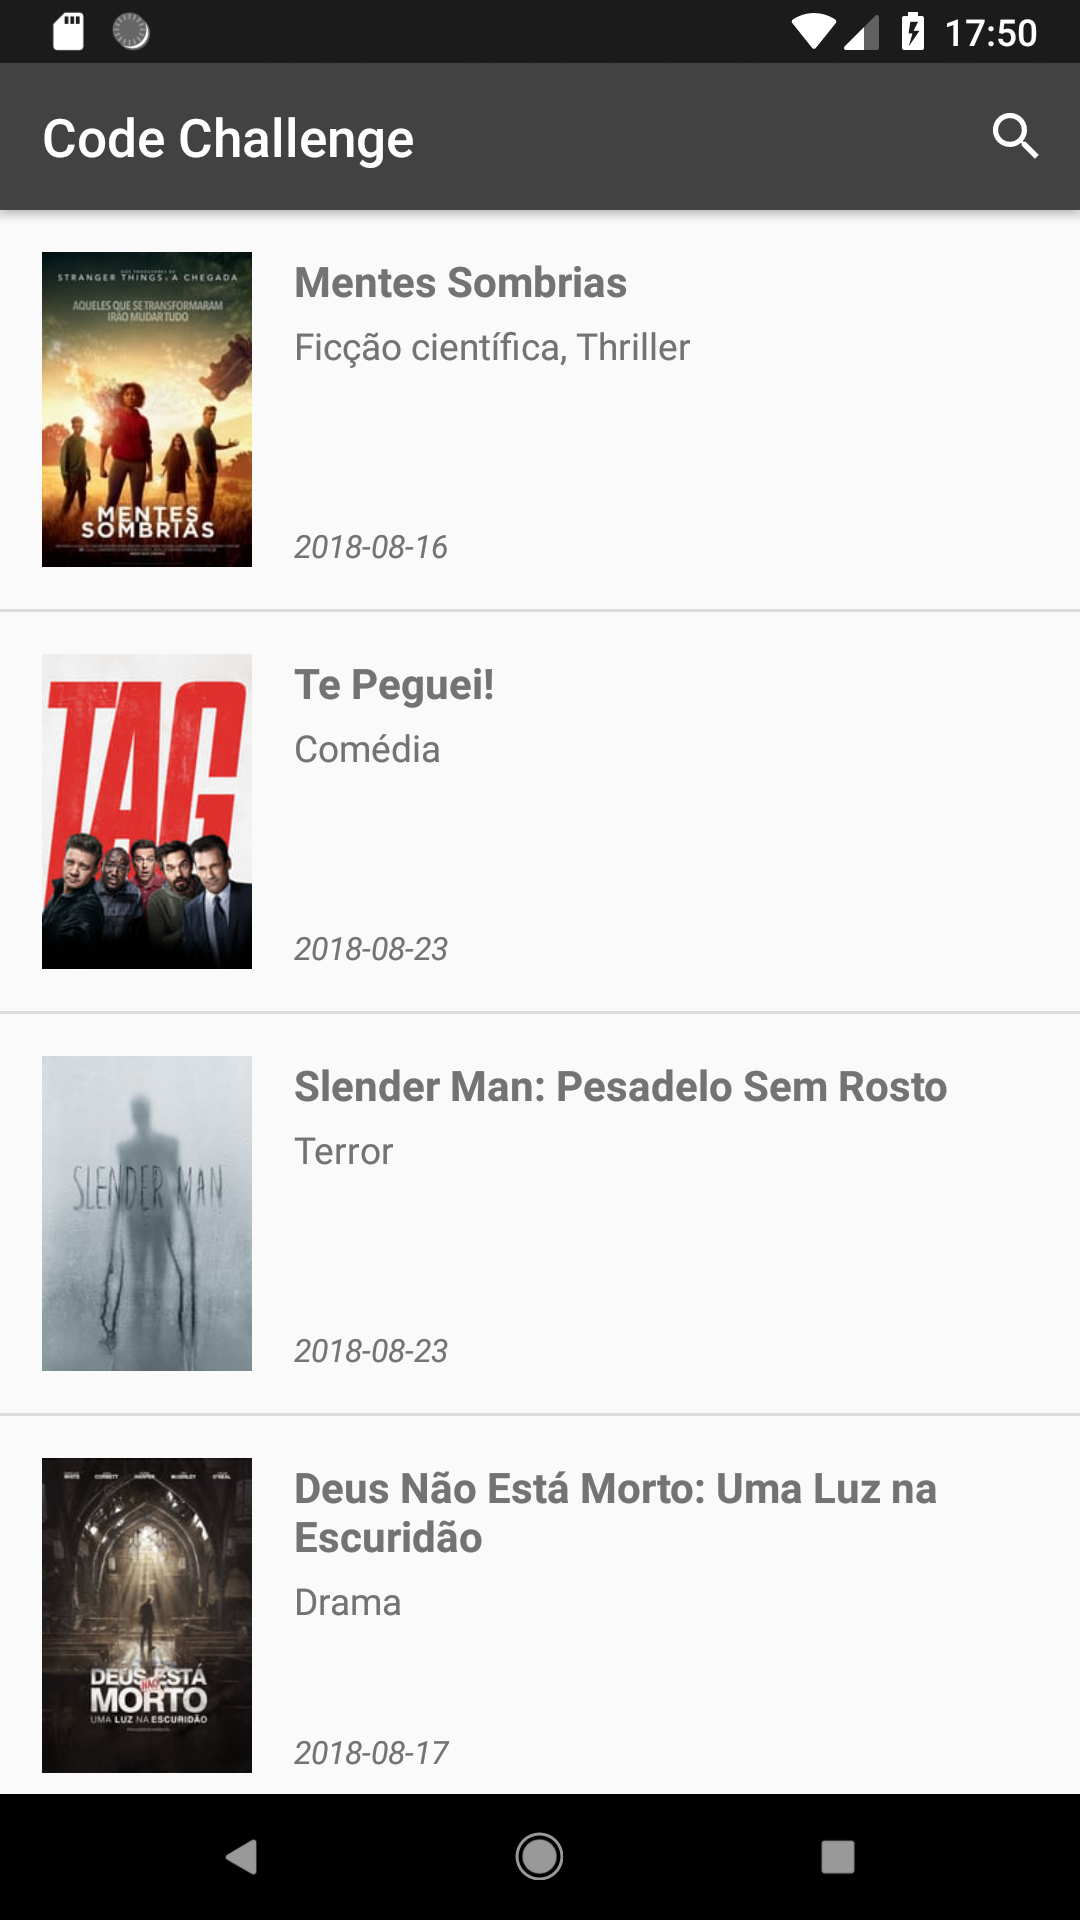 17:50
Code Challenge
STRANGER THINGS E A CHEGADA
AQUELES QUE SE TRANSFORMARAM
IRÃO MUDAR TUDO
MENTES
SOMBRIAS
Mentes Sombrias
Ficção científica, Thriller
2018-08-16
TAG
Te Peguei!
Comédia
2018-08-23
SLENDER MAN
Slender Man: Pesadelo Sem Rosto
Terror
2018-08-23
DEUS NÃO ESTÁ
MORTO
UMA LUZ NA ESCURIDÃO
Deus Não Está Morto: Uma Luz na
Escuridão
Drama
2018-08-17